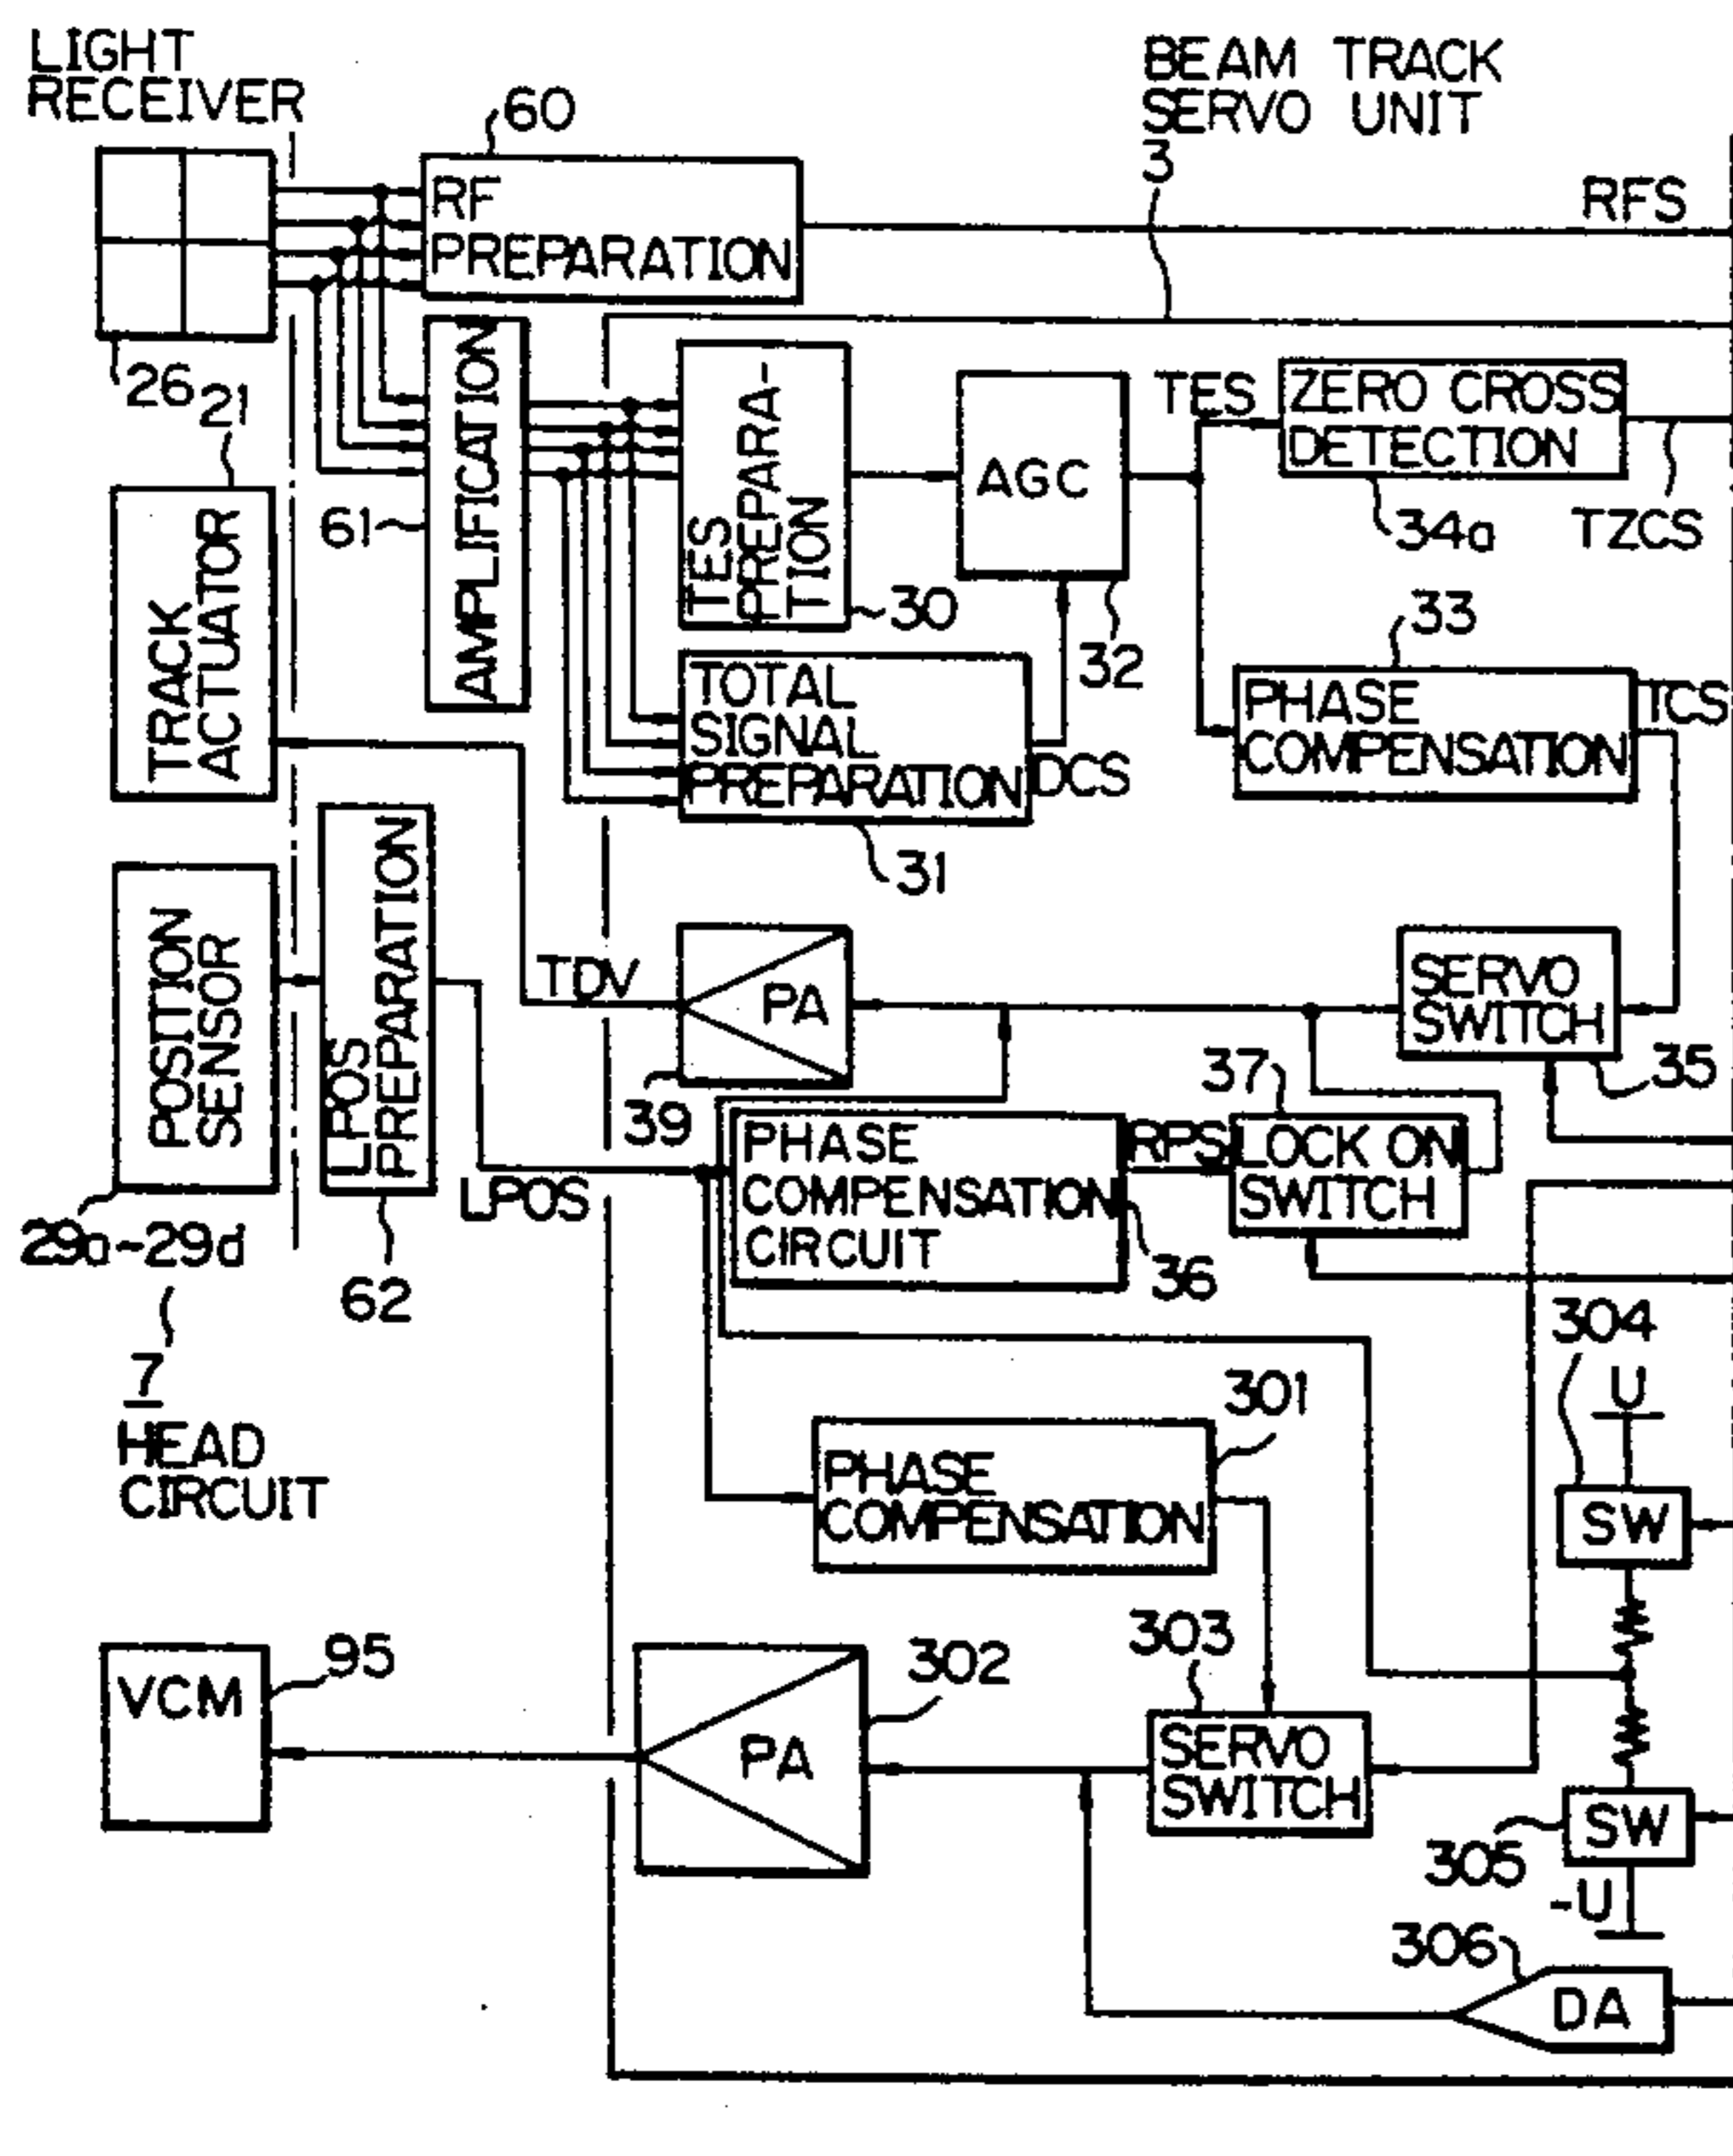 LIGHT
RECEIVER
BEAM TRACK
SERVO UNIT
3
60
RF
PREPARATION
RFS
26
21
TRACK
ACTUATOR
61
AMPLIFICATION
TES
PREPARA-
TION
30
AGC
32
TES
ZERO CROSS
DETECTION
34a
TZCS
33
PHASE
COMPENSATION
TCS
TOTAL
SIGNAL
PREPARATION
DCS
31
POSITION
SENSOR
29a-29d
LPOS
PREPARATION
62
TDV
PA
39
SERVO
SWITCH
35
37
LPOS
PHASE
COMPENSATION
CIRCUIT
36
RPS
LOCK ON
SWITCH
7
HEAD
CIRCUIT
301
PHASE
COMPENSATION
304
U
SW
VCM
95
PA
302
303
SERVO
SWITCH
SW
305
-U
306
DA